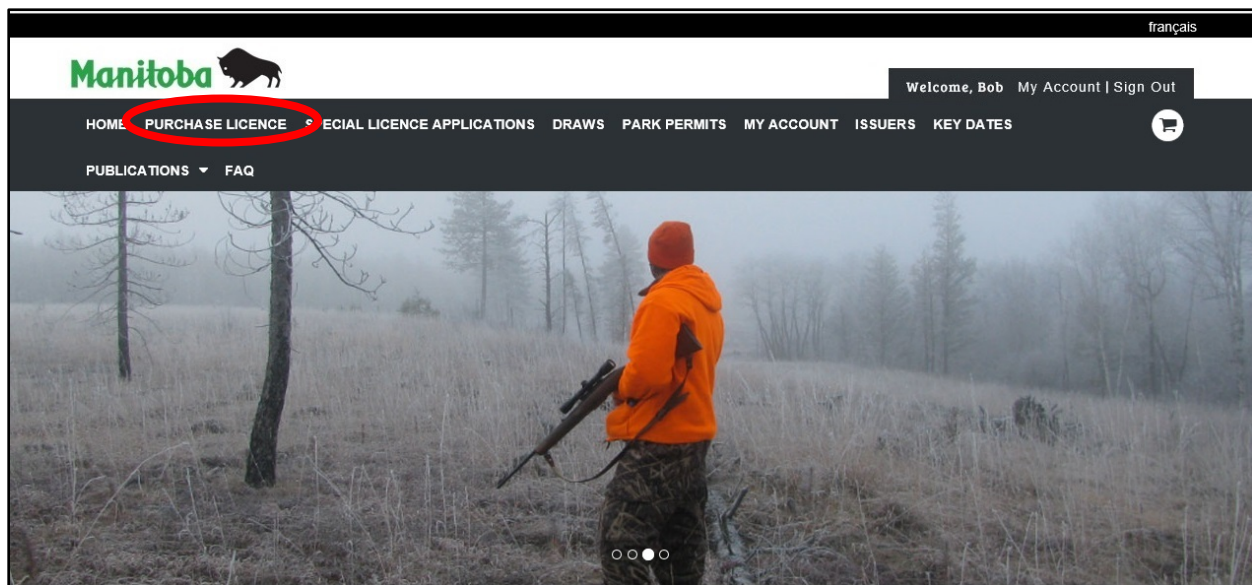 français
Manitoba
Welcome, Bob My Account | Sign Out
HOME PURCHASE LICENCE SPECIAL LICENCE APPLICATIONS DRAWS PARK PERMITS MY ACCOUNT ISSUERS KEY DATES
PUBLICATIONS FAQ